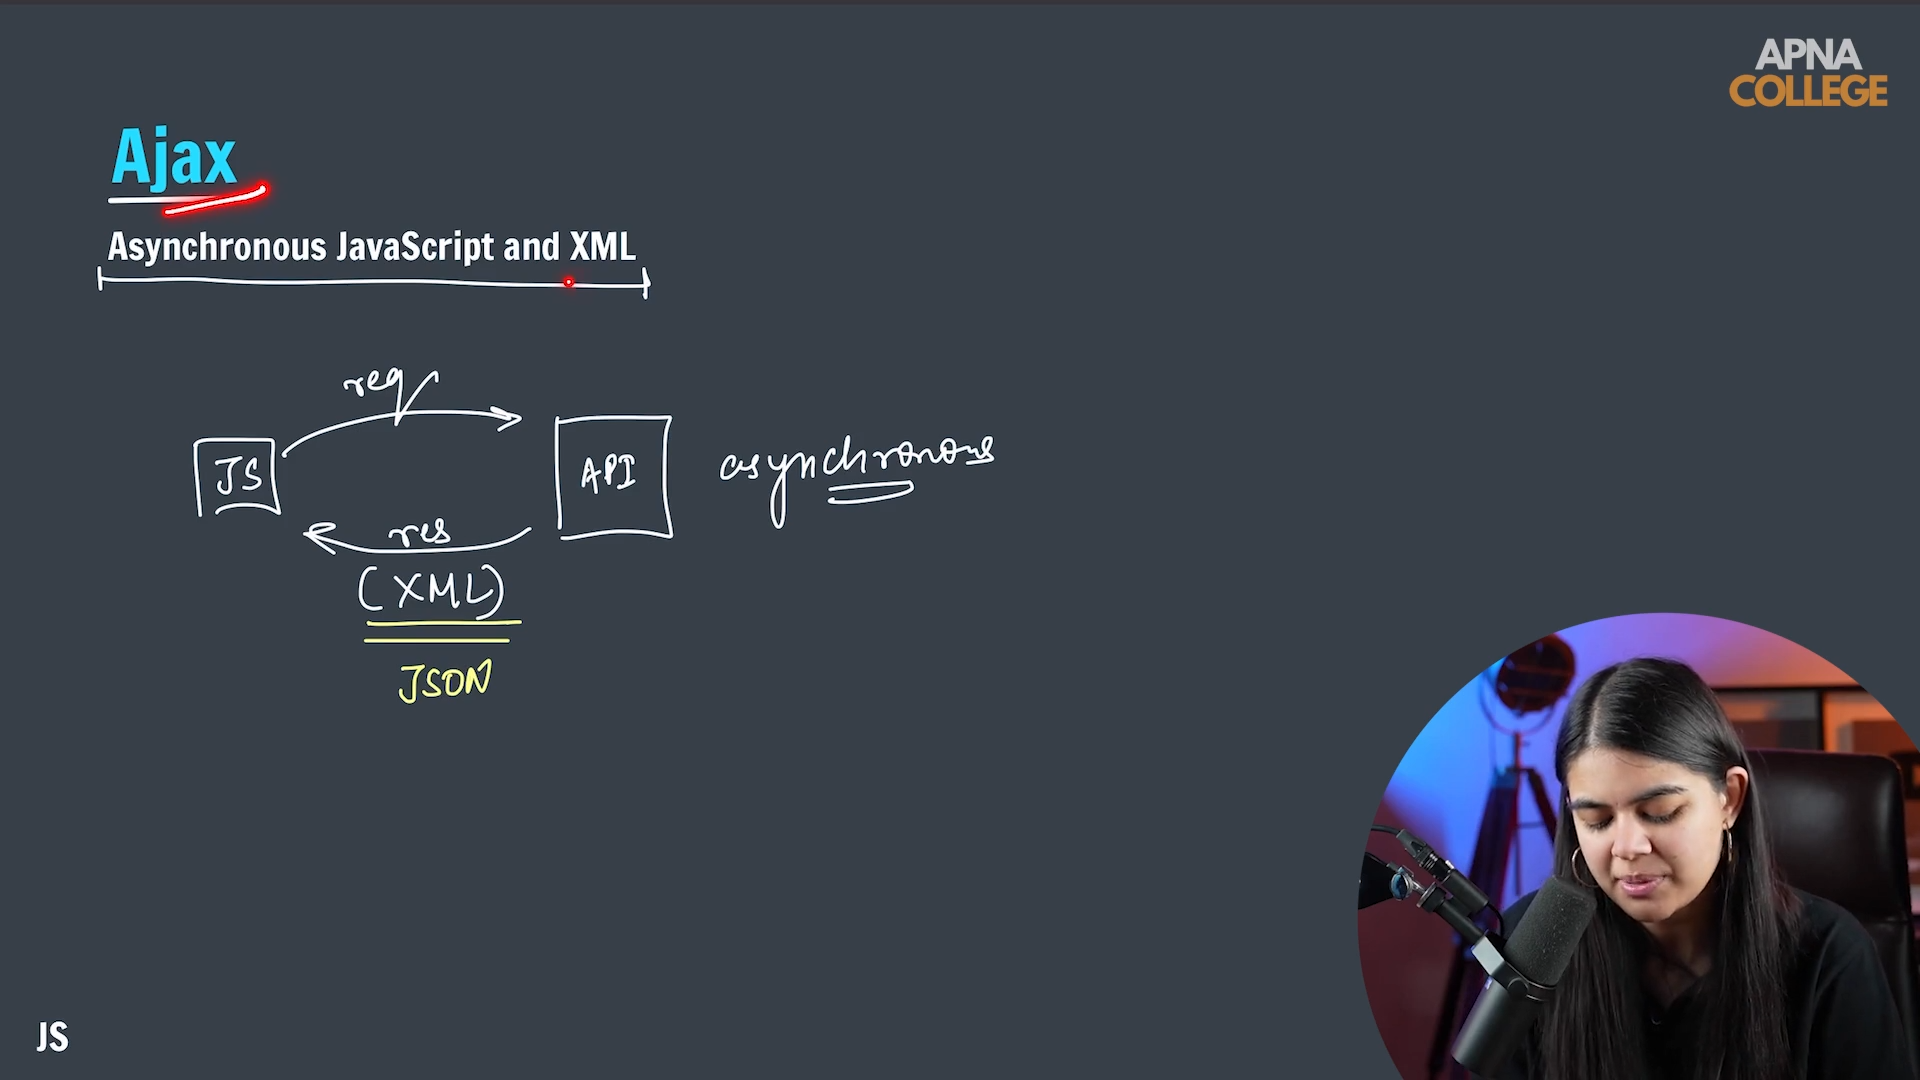 APNA
COLLEGE
Ajax
Asynchronous JavaScript and XML
req
JS
API
asynchronous
res
(XML)
JSON
JS